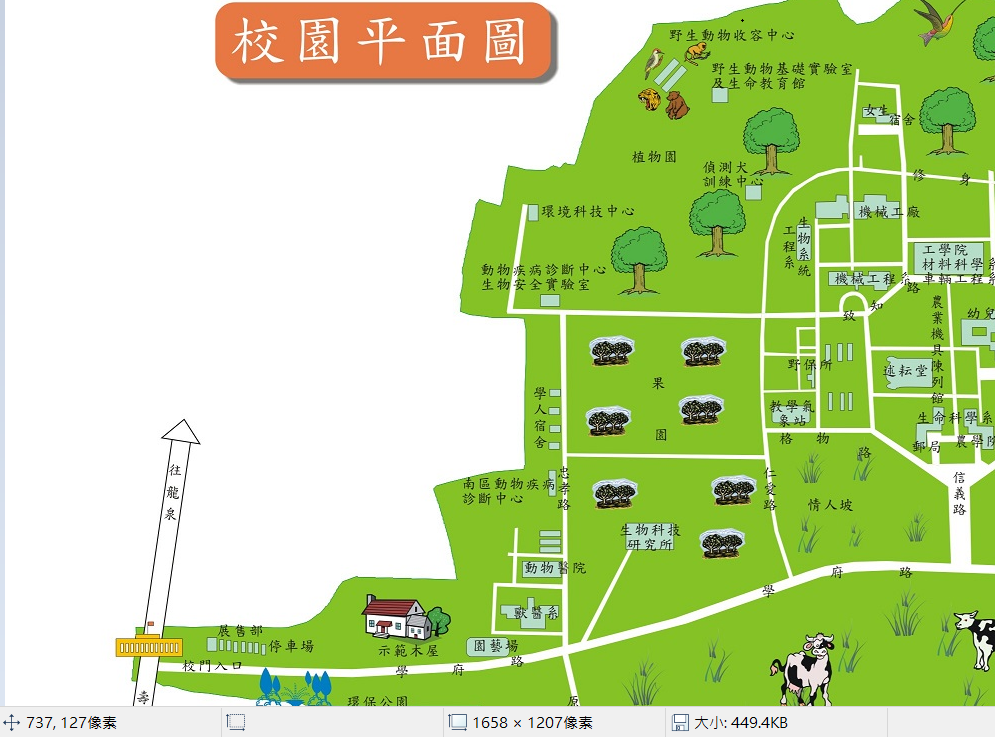 校園平面圖
野生動物收容中心
野生動物基礎實驗室
及生命教育館
女生
宿舍
植物園
偵測犬
訓練中心
修身
環境科技中心
機械工廠
生物系統
工程系
工學院
材料科學系
動物疾病診斷中心
生物安全實驗室
機械工程系
車輛工程系
路
致知
農業機具陳列館
幼兒
野保所
述耘堂
果
園
學人宿舍
教學氣
象站
生命科學系
格物
路
郵局
農學院
往龍泉
南區動物疾病
診斷中心
忠孝路
仁愛路
信義路
情人坡
生物科技
研究所
動物醫院
學府路
獸醫系
展售部
停車場
示範木屋
園藝場
校門入口
學府路
壽
環保公園
原
737, 127像素
1658 × 1207像素
大小: 449.4KB